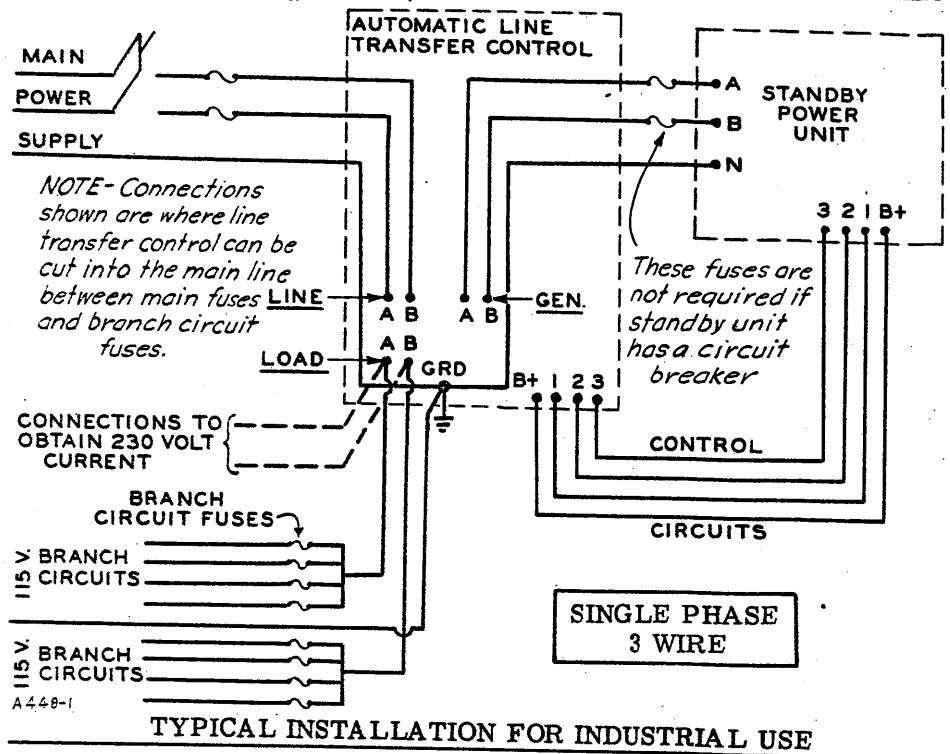 AUTOMATIC LINE
TRANSFER CONTROL
MAIN
POWER
SUPPLY
A
B
N
STANDBY
POWER
UNIT
3 2 1 B+
NOTE- Connections
shown are where line
transfer control can be
cut into the main line
between main fuses
and branch circuit
fuses.
LINE
A B
A B
GEN.
These fuses are
not required if
standby unit
has a circuit
breaker
A B
LOAD
GRD
B+ 1 2 3
CONNECTIONS TO
OBTAIN 230 VOLT
CURRENT
CONTROL
CIRCUITS
BRANCH
CIRCUIT FUSES
115 V.
BRANCH
CIRCUITS
115 V.
BRANCH
CIRCUITS
SINGLE PHASE
3 WIRE
A448-1
TYPICAL INSTALLATION FOR INDUSTRIAL USE